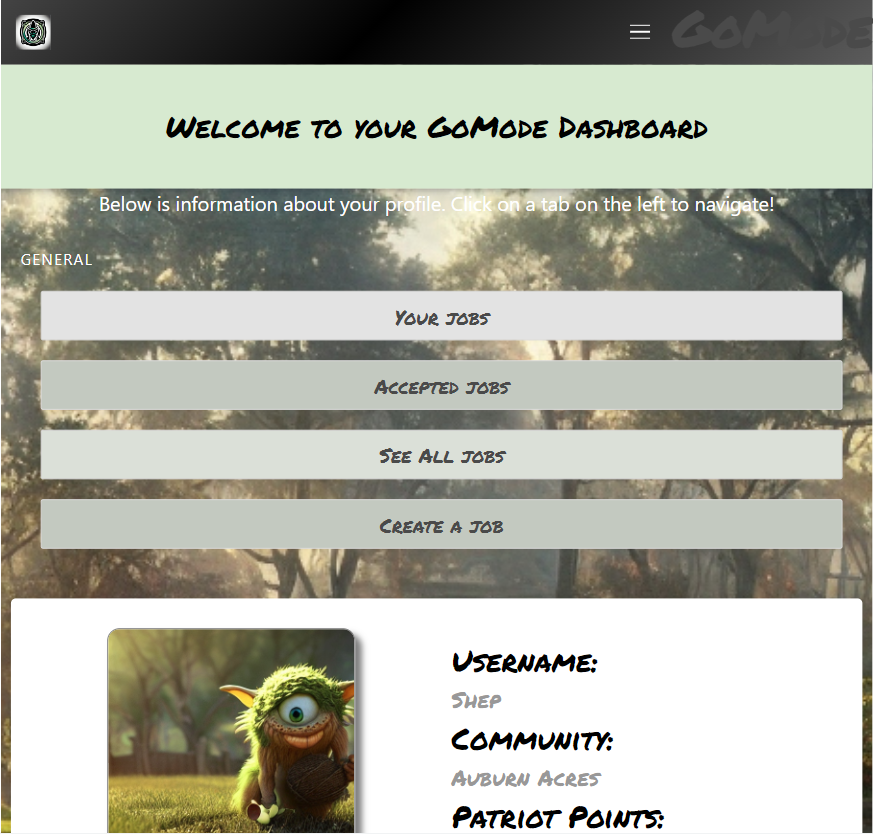 GoMode
Welcome to your GoMode Dashboard
Below is information about your profile. Click on a tab on the left to navigate!
GENERAL
Your jobs
Accepted jobs
See All jobs
Create a job
Username:
Shep
Community:
Auburn Acres
Patriot Points: